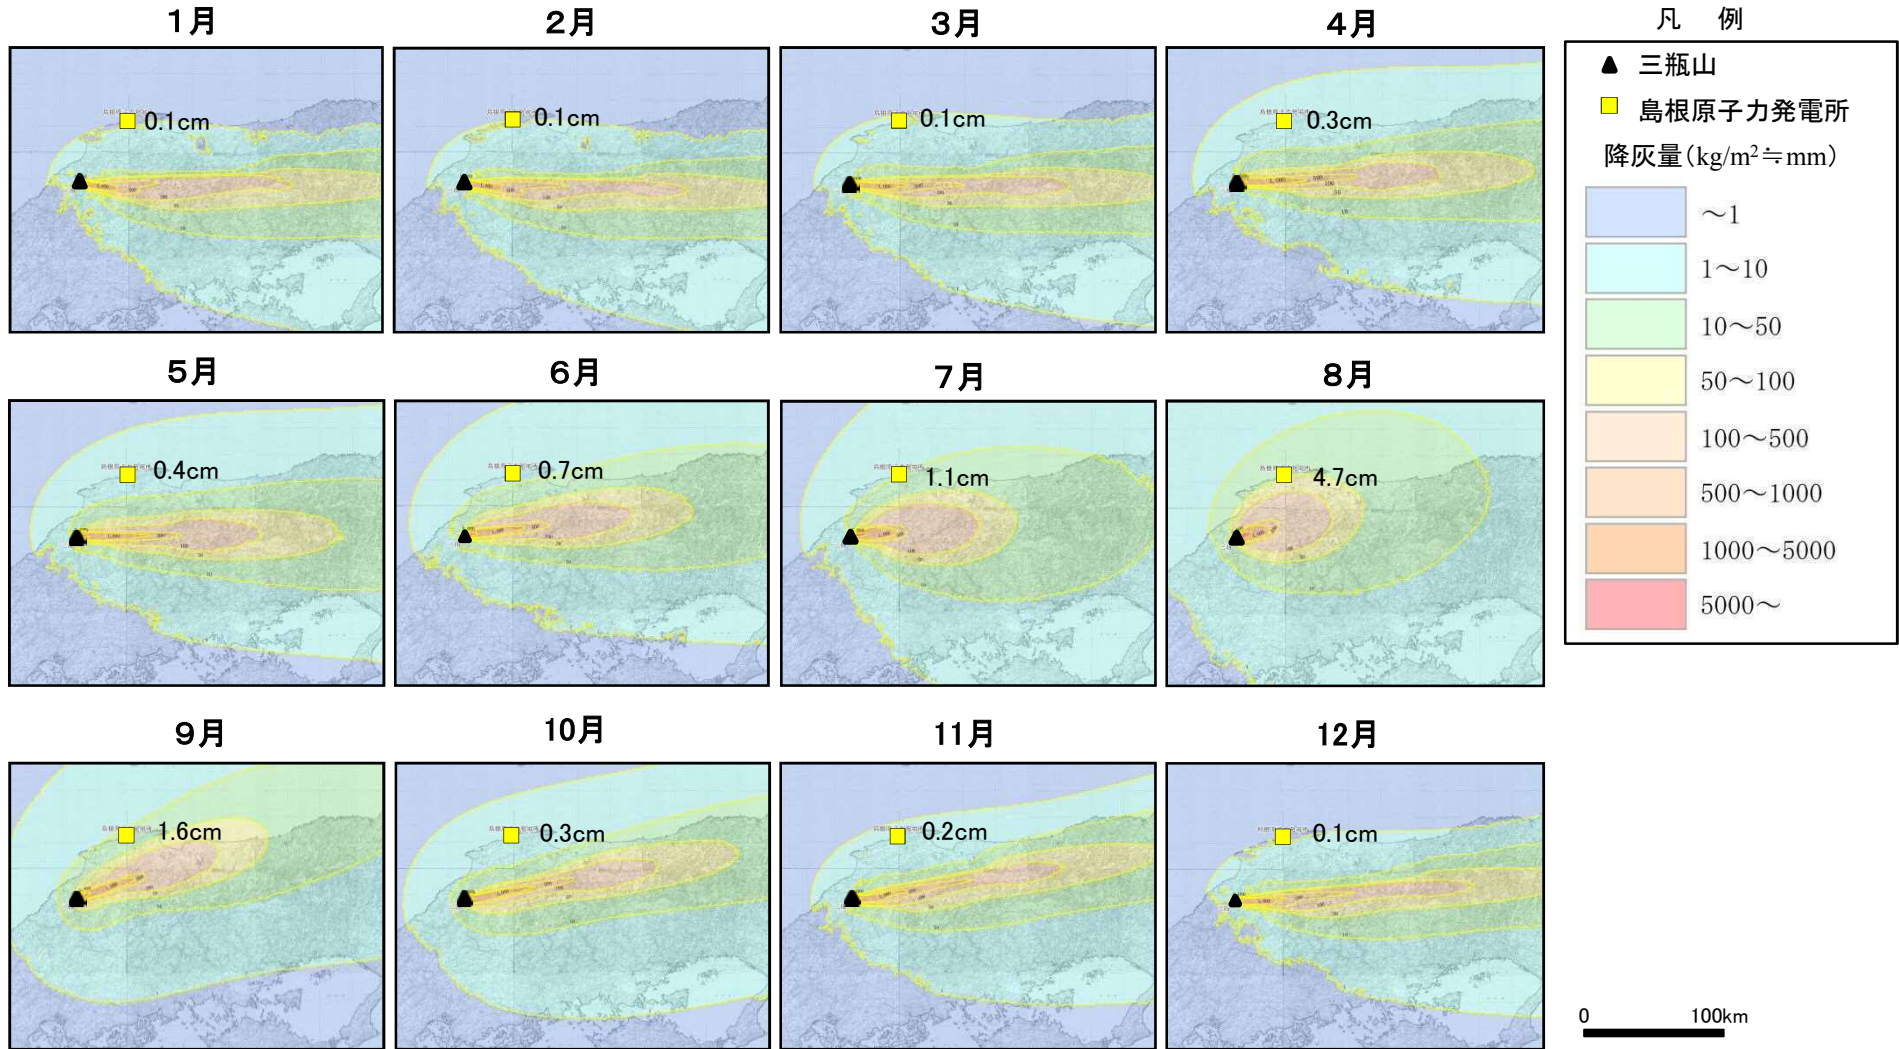 1月
2月
3月
4月
0.1cm
0.1cm
0.1cm
0.3cm
5月
6月
7月
8月
0.4cm
0.7cm
1.1cm
4.7cm
9月
10月
11月
12月
1.6cm
0.3cm
0.2cm
0.1cm
凡 例
三瓶山
島根原子力発電所
降灰量(kg/m²≒mm)
～1
1～10
10～50
50～100
100～500
500～1000
1000～5000
5000～
0 100km